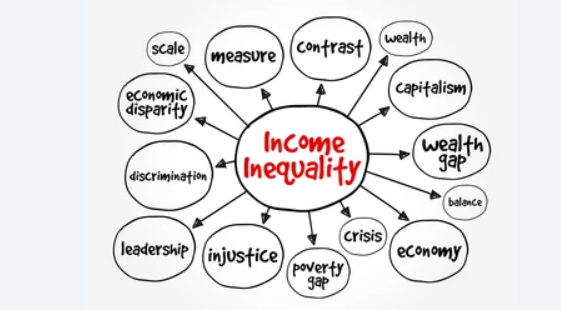 scale
measure
contrast
wealth
economic
disparity
capitalism
Income
Inequality
wealth
gap
discrimination
balance
leadership
injustice
poverty
gap
crisis
economy